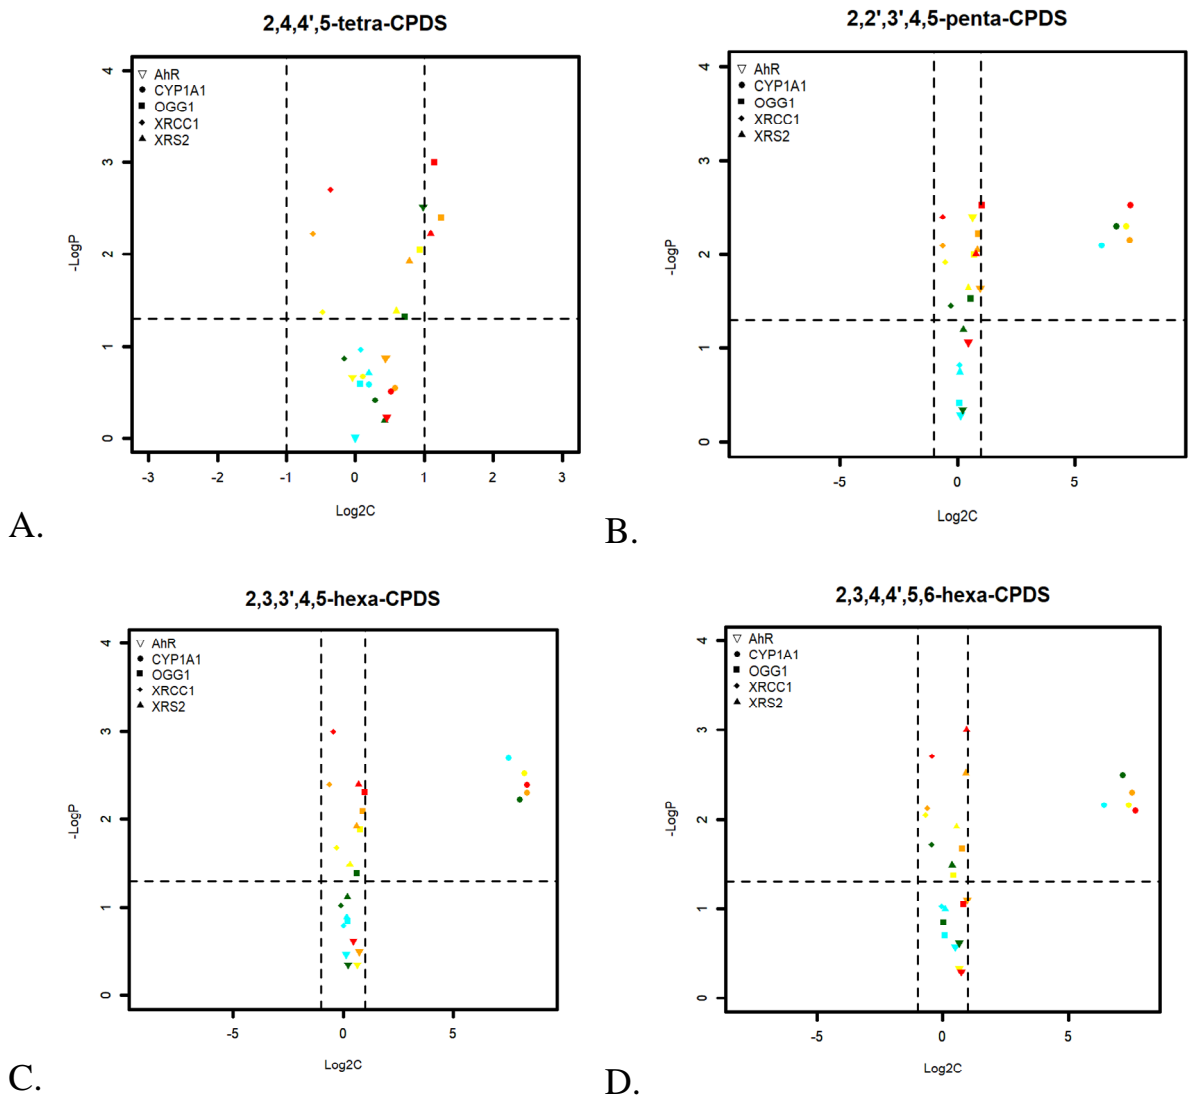 2,4,4',5-tetra-CPDS
AhR
CYP1A1
OGG1
XRCC1
XRS2
-LogP
4
3
2
1
0
-3 -2 -1 0 1 2 3
Log2C
A.
2,2',3',4,5-penta-CPDS
AhR
CYP1A1
OGG1
XRCC1
XRS2
-LogP
4
3
2
1
0
-5 0 5
Log2C
B.
2,3,3',4,5-hexa-CPDS
AhR
CYP1A1
OGG1
XRCC1
XRS2
-LogP
4
3
2
1
0
-5 0 5
Log2C
C.
2,3,4,4',5,6-hexa-CPDS
AhR
CYP1A1
OGG1
XRCC1
XRS2
-LogP
4
3
2
1
0
-5 0 5
Log2C
D.